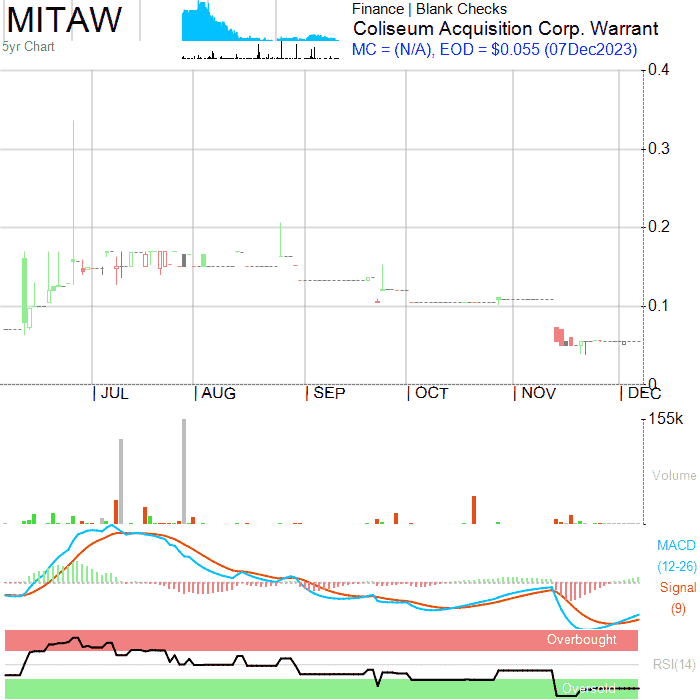 MITAW
5yr Chart
Finance | Blank Checks
Coliseum Acquisition Corp. Warrant
MC = (N/A), EOD = $0.055 (07Dec2023)
0.4
0.3
0.2
0.1
0
| JUL | AUG | SEP | OCT | NOV | DEC
155k
Volume
MACD
(12-26)
Signal
(9)
Overbought
RSI(14)
Oversold